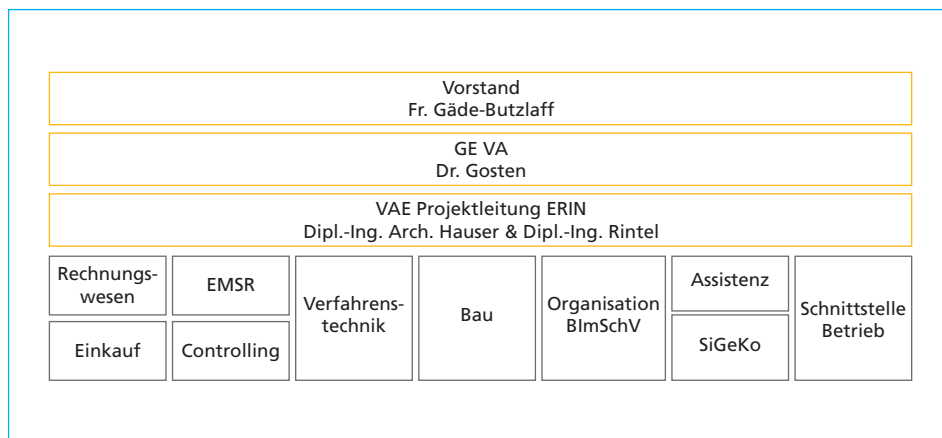 Vorstand
Fr. Gäde-Butzlaff
GE VA
Dr. Gosten
VAE Projektleitung ERIN
Dipl.-Ing. Arch. Hauser & Dipl.-Ing. Rintel
Rechnungs-
wesen
Einkauf
EMSR
Controlling
Verfahrens-
technik
Bau
Organisation
BImSchV
Assistenz
SiGeKo
Schnittstelle
Betrieb